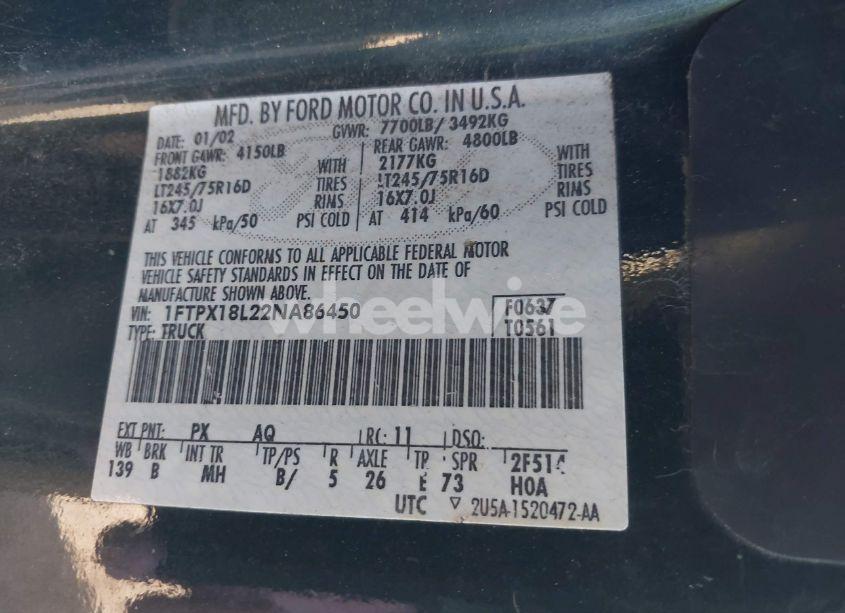 MFD. BY FORD MOTOR CO. IN U.S.A.
DATE: 01/02 GVWR: 7700LB/ 3492KG
FRONT GAWR: 4150LB REAR GAWR: 4800LB
1882KG WITH 2177KG WITH
LT245/75R16D TIRES LT245/75R16D TIRES
16X7.0J RIMS 16X7.0J RIMS
AT 345 kPa/50 PSI COLD AT 414 kPa/60 PSI COLD
THIS VEHICLE CONFORMS TO ALL APPLICABLE FEDERAL MOTOR
VEHICLE SAFETY STANDARDS IN EFFECT ON THE DATE OF
MANUFACTURE SHOWN ABOVE.
VIN: 1FTPX18L22NA86450 F0637
TYPE: TRUCK T0561
wheelwire
EXT PNT: PX AQ RC: 11 DSO:
WB BRK INT TR TP/PS R AXLE TR SPR 2F514
139 B MH B/ 5 26 E 73 H0A
UTC ▽ 2U5A-1520472-AA